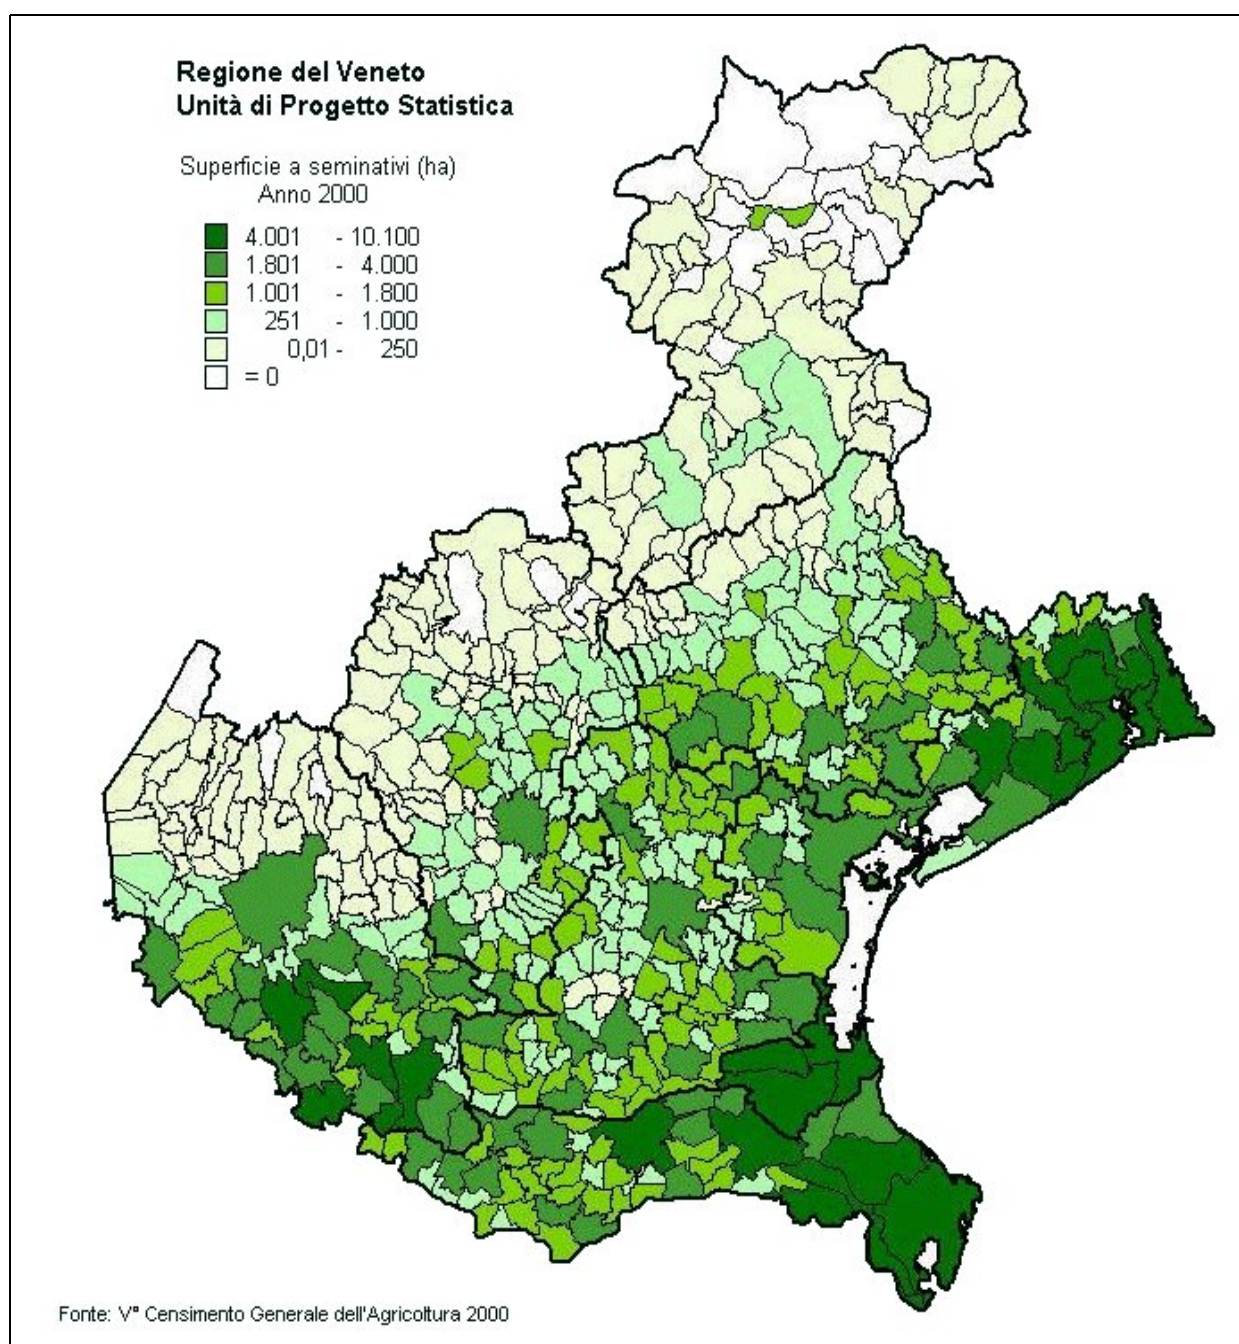 Regione del Veneto
Unità di Progetto Statistica
Superficie a seminativi (ha)
Anno 2000
4.001 - 10.100
1.801 - 4.000
1.001 - 1.800
251 - 1.000
0,01 - 250
= 0
Fonte: V° Censimento Generale dell'Agricoltura 2000